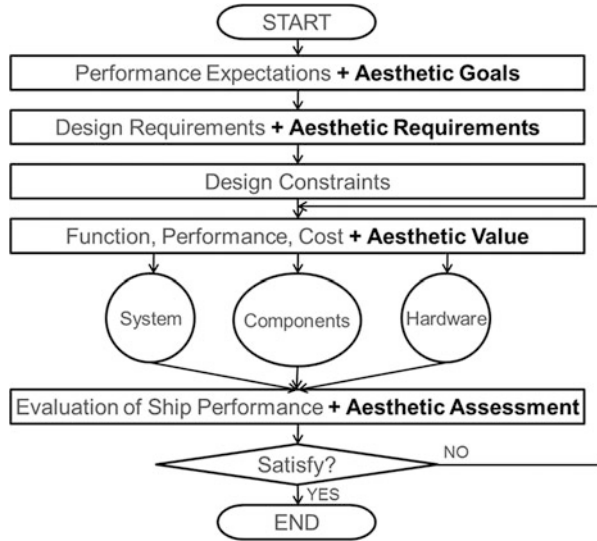 START
Performance Expectations + Aesthetic Goals
Design Requirements + Aesthetic Requirements
Design Constraints
Function, Performance, Cost + Aesthetic Value
System
Components
Hardware
Evaluation of Ship Performance + Aesthetic Assessment
Satisfy?
NO
YES
END